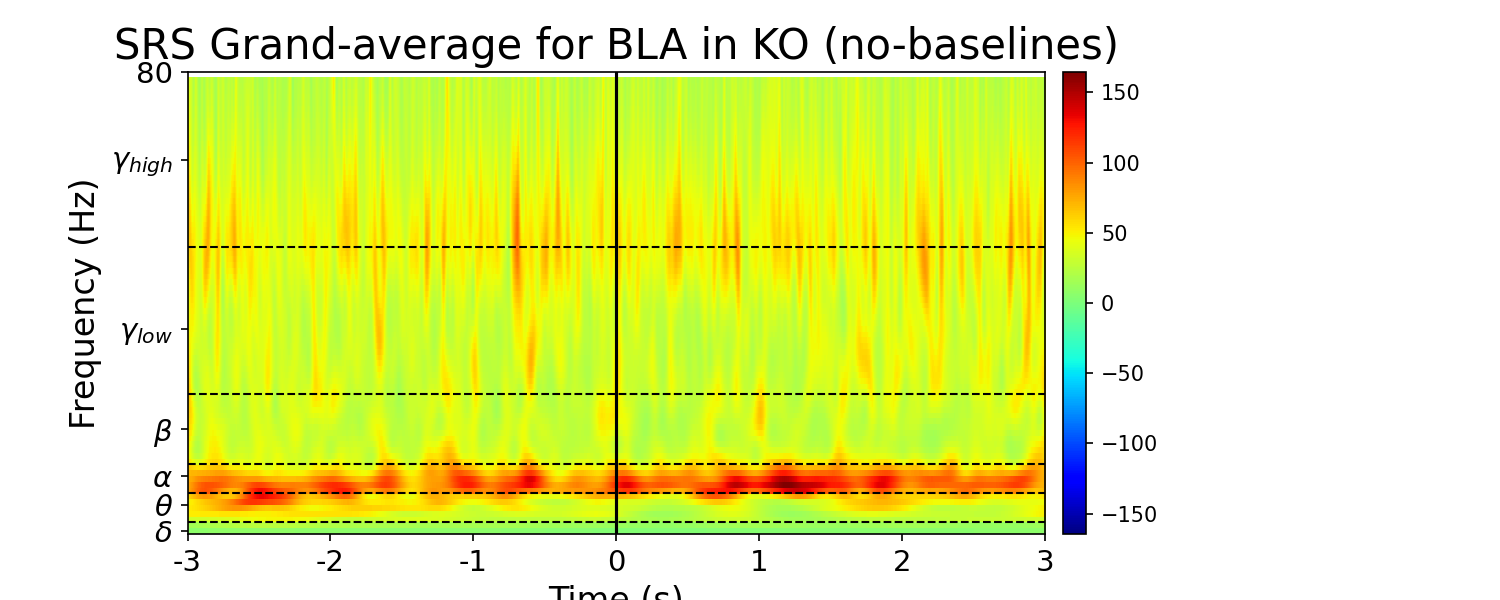 SRS Grand-average for BLA in KO (no-baselines)
80
γhigh
γlow
β
α
θ
δ
Frequency (Hz)
-3 -2 -1 0 1 2 3
Time (s)
150
100
50
0
−50
−100
−150